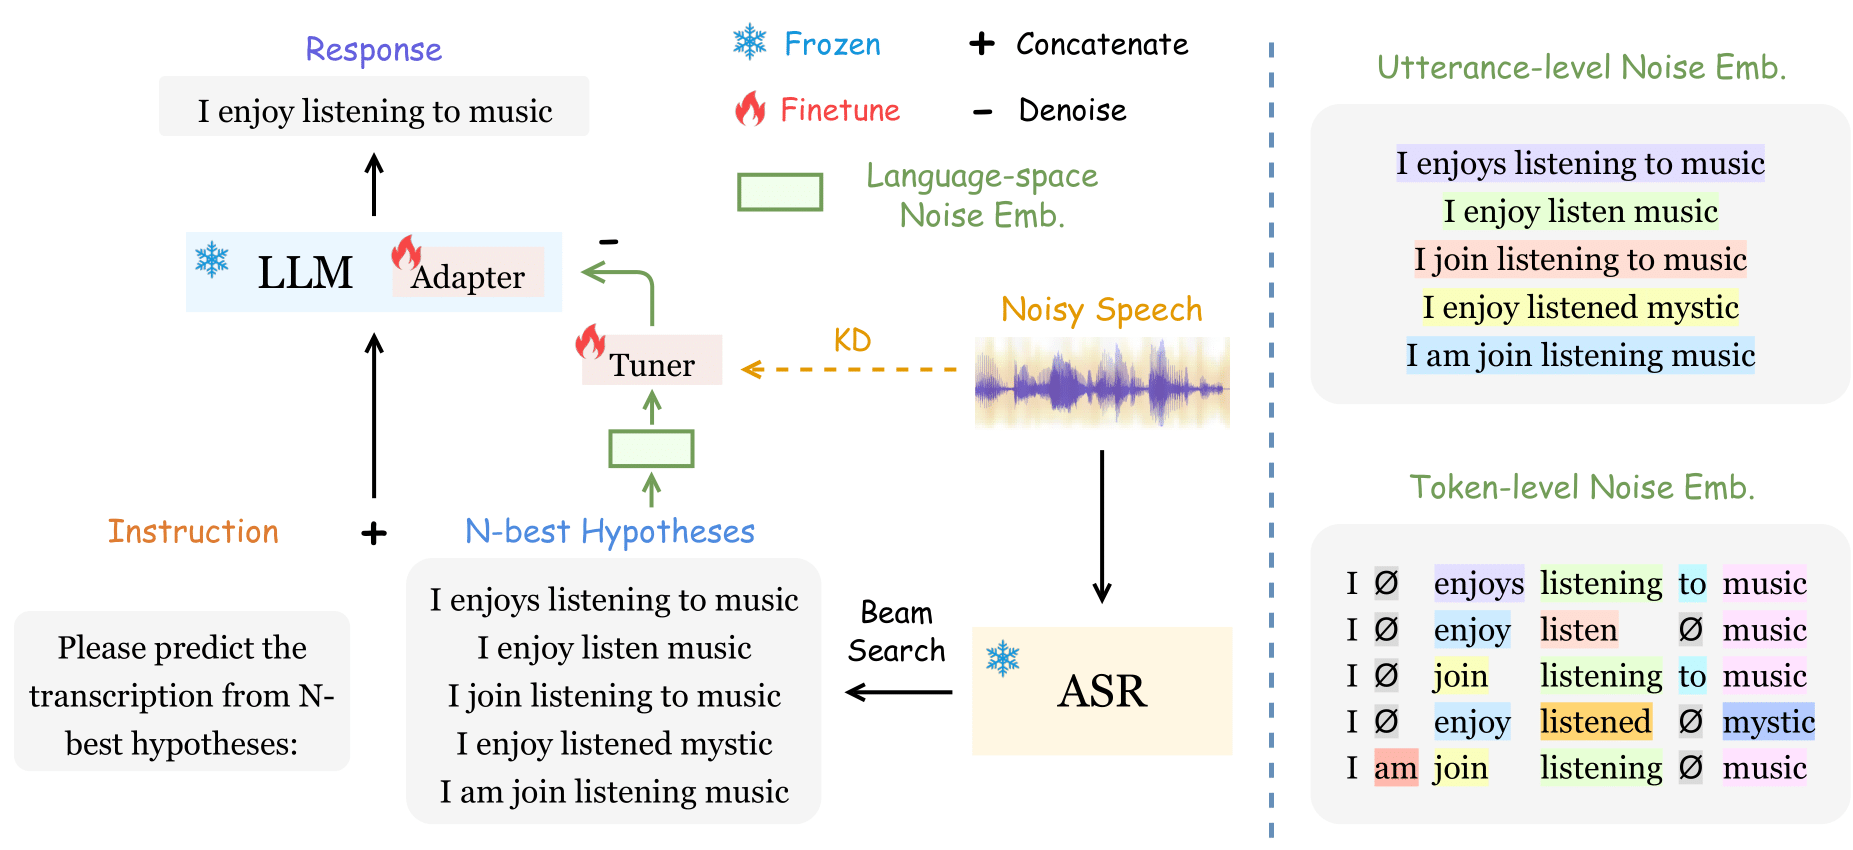 Response
I enjoy listening to music
Frozen
Concatenate
Finetune
Denoise
Language-space
Noise Emb.
-
LLM
Adapter
Tuner
KD
Noisy Speech
Instruction
+
N-best Hypotheses
Please predict the
transcription from N-
best hypotheses:
I enjoys listening to music
I enjoy listen music
I join listening to music
I enjoy listened mystic
I am join listening music
Beam
Search
ASR
Utterance-level Noise Emb.
I enjoys listening to music
I enjoy listen music
I join listening to music
I enjoy listened mystic
I am join listening music
Token-level Noise Emb.
I Ø enjoys listening to music
I Ø enjoy listen Ø music
I Ø join listening to music
I Ø enjoy listened Ø mystic
I am join listening Ø music